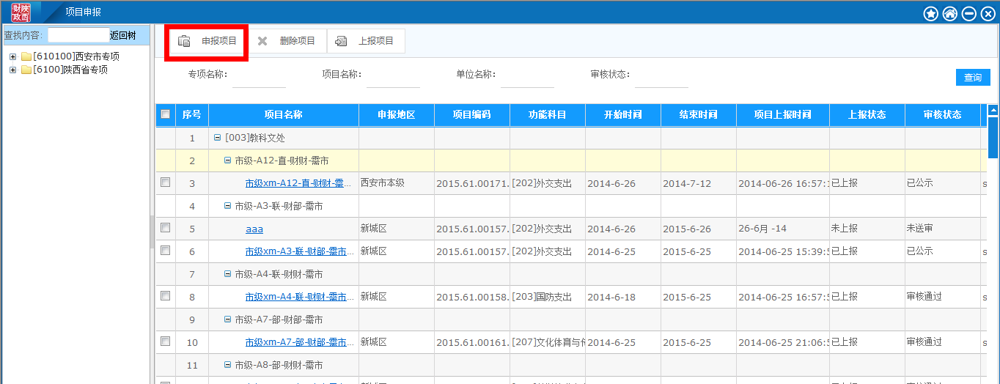 财陕
政西
项目申报
查找内容: 返回树
[610100]西安市专项
[6100]陕西省专项
申报项目 删除项目 上报项目
专项名称: 项目名称: 单位名称: 审核状态: 查询
序号 项目名称 申报地区 项目编码 功能科目 开始时间 结束时间 项目上报时间 上报状态 审核状态
1 [003]教科文处
2 市级-A12-直-财财-需市
3 市级xm-A12-直-财财-需... 西安市本级 2015.61.00171. [202]外交支出 2014-6-26 2014-7-12 2014-06-26 16:57:1 已上报 已公示 s
4 市级-A3-联-财部-需市
5 aaa 新城区 2015.61.00157. [202]外交支出 2014-6-26 2015-6-26 26-6月 -14 未上报 未送审
6 市级xm-A3-联-财部-需市... 新城区 2015.61.00157. [202]外交支出 2014-6-25 2015-6-25 2014-06-25 15:39:5 已上报 已公示 s
7 市级-A4-联-财财-需市
8 市级xm-A4-联-财财-需市... 新城区 2015.61.00158. [203]国防支出 2014-6-18 2015-6-25 2014-06-25 16:57:5 已上报 审核通过 s
9 市级-A7-部-财部-需市
10 市级xm-A7-部-财部-需市... 新城区 2015.61.00161. [207]文化体育与传 2014-6-25 2015-6-25 2014-06-25 21:06:5 已上报 审核通过 s
11 市级-A8-部-财财-需市